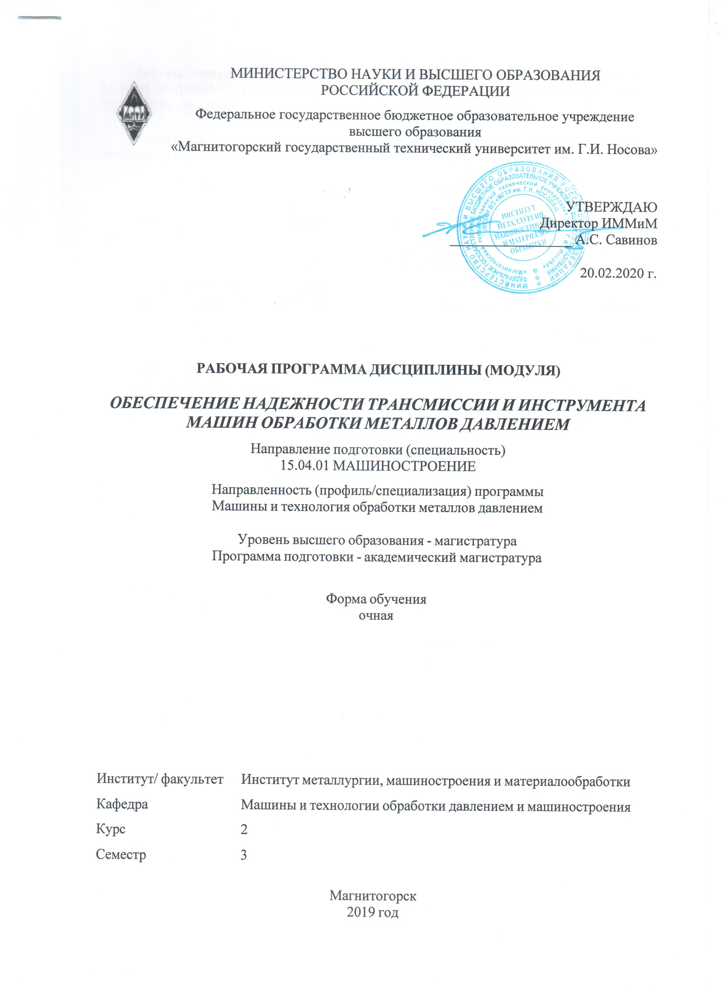 МИНИСТЕРСТВО НАУКИ И ВЫСШЕГО ОБРАЗОВАНИЯ
РОССИЙСКОЙ ФЕДЕРАЦИИ
Федеральное государственное бюджетное образовательное учреждение
высшего образования
«Магнитогорский государственный технический университет им. Г.И. Носова»
УТВЕРЖДАЮ
Директор ИММиМ
А.С. Савинов
20.02.2020 г.
МИНИСТЕРСТВО НАУКИ И ВЫСШЕГО ОБРАЗОВАНИЯ РОССИЙСКОЙ ФЕДЕРАЦИИ
ФЕДЕРАЛЬНОЕ ГОСУДАРСТВЕННОЕ БЮДЖЕТНОЕ ОБРАЗОВАТЕЛЬНОЕ УЧРЕЖДЕНИЕ ВЫСШЕГО ОБРАЗОВАНИЯ
«Магнитогорский государственный технический университет им. Г.И. Носова»
(ФГБОУ ВО «МГТУ им. Г.И. НОСОВА»)
ИНСТИТУТ
МЕТАЛЛУРГИИ,
МАШИНОСТРОЕНИЯ
И МАТЕРИАЛО-
ОБРАБОТКИ
РАБОЧАЯ ПРОГРАММА ДИСЦИПЛИНЫ (МОДУЛЯ)
ОБЕСПЕЧЕНИЕ НАДЕЖНОСТИ ТРАНСМИССИИ И ИНСТРУМЕНТА
МАШИН ОБРАБОТКИ МЕТАЛЛОВ ДАВЛЕНИЕМ
Направление подготовки (специальность)
15.04.01 МАШИНОСТРОЕНИЕ
Направленность (профиль/специализация) программы
Машины и технология обработки металлов давлением
Уровень высшего образования - магистратура
Программа подготовки - академический магистратура
Форма обучения
очная
Институт/ факультет Институт металлургии, машиностроения и материалообработки
Кафедра Машины и технологии обработки давлением и машиностроения
Курс 2
Семестр 3
Магнитогорск
2019 год